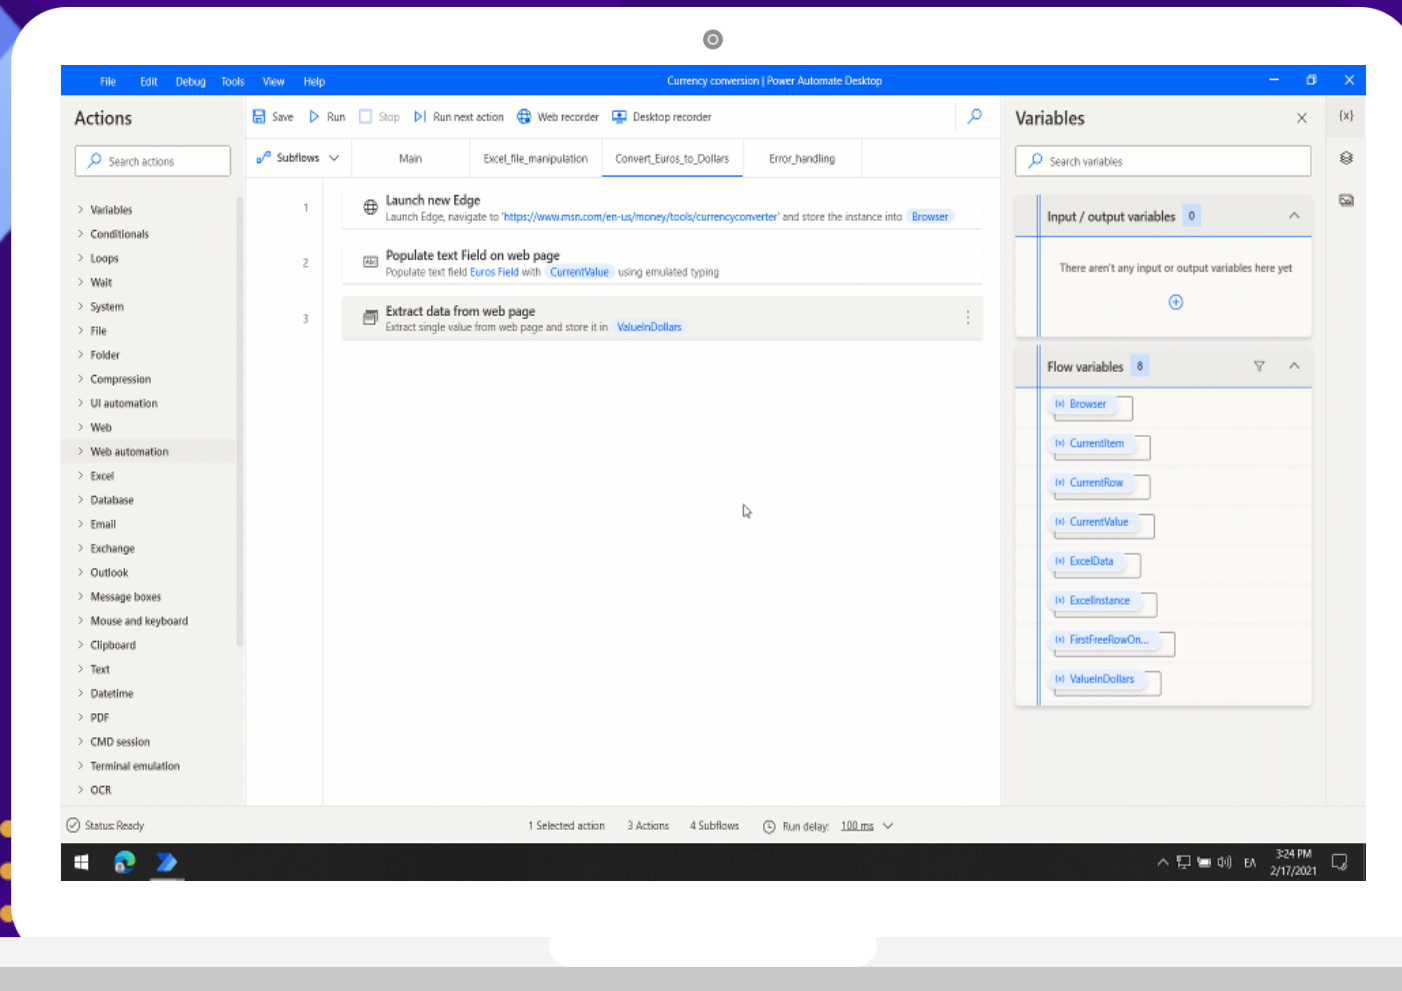 File Edit Debug Tools View Help
Currency conversion | Power Automate Desktop
Actions
Search actions
Variables
Conditionals
Loops
Wait
System
File
Folder
Compression
UI automation
Web
Web automation
Excel
Database
Email
Exchange
Outlook
Message boxes
Mouse and keyboard
Clipboard
Text
Datetime
PDF
CMD session
Terminal emulation
OCR
Save Run Stop Run next action Web recorder Desktop recorder
Subflows Main Excel_file_manipulation Convert_Euros_to_Dollars Error_handling
1
Launch new Edge
Launch Edge, navigate to 'https://www.msn.com/en-us/money/tools/currencyconverter' and store the instance into Browser
2
Abc
Populate text Field on web page
Populate text field Euros Field with CurrentValue using emulated typing
3
Extract data from web page
Extract single value from web page and store it in ValueInDollars
Variables
{x}
Search variables
Input / output variables 0
There aren't any input or output variables here yet
Flow variables 8
(x) Browser
(x) CurrentItem
(x) CurrentRow
(x) CurrentValue
(x) ExcelData
(x) ExcelInstance
(x) FirstFreeRowOn...
(x) ValueInDollars
Status: Ready
1 Selected action 3 Actions 4 Subflows Run delay: 100 ms
ΕΛ
3:24 PM
2/17/2021